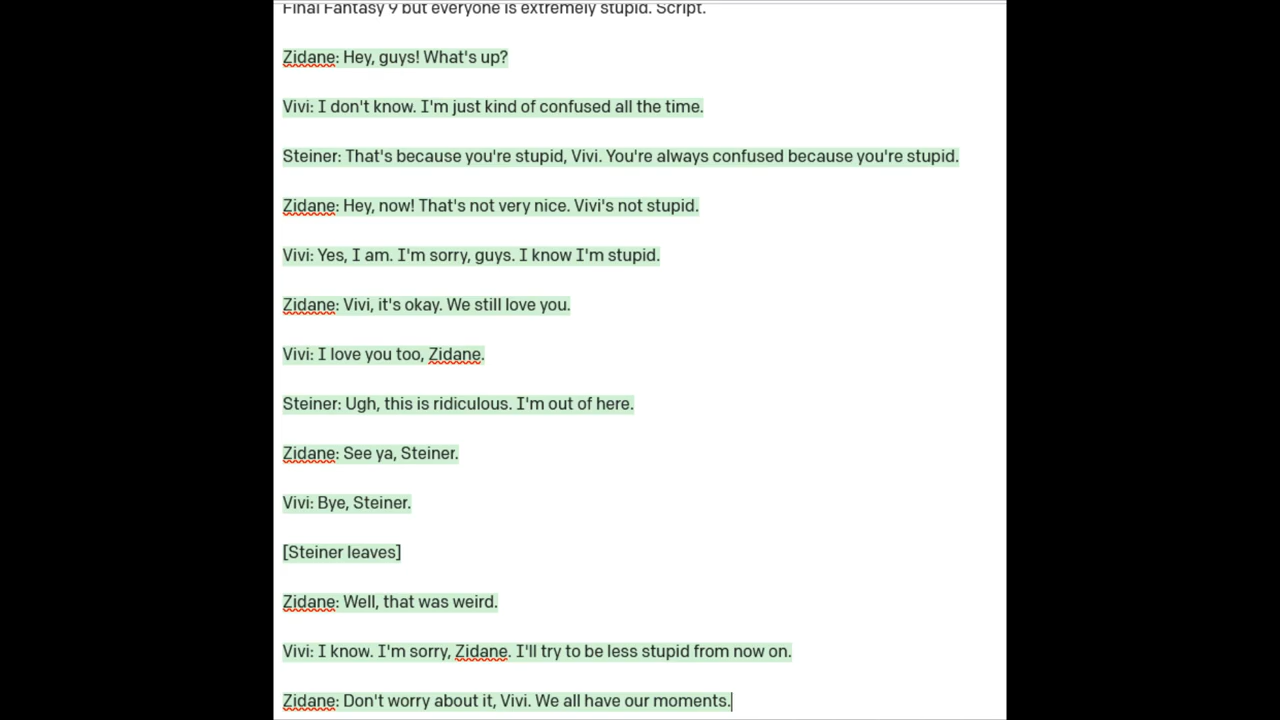 Final Fantasy 9 but everyone is extremely stupid. Script.
Zidane: Hey, guys! What's up?
Vivi: I don't know. I'm just kind of confused all the time.
Steiner: That's because you're stupid, Vivi. You're always confused because you're stupid.
Zidane: Hey, now! That's not very nice. Vivi's not stupid.
Vivi: Yes, I am. I'm sorry, guys. I know I'm stupid.
Zidane: Vivi, it's okay. We still love you.
Vivi: I love you too, Zidane.
Steiner: Ugh, this is ridiculous. I'm out of here.
Zidane: See ya, Steiner.
Vivi: Bye, Steiner.
[Steiner leaves]
Zidane: Well, that was weird.
Vivi: I know. I'm sorry, Zidane. I'll try to be less stupid from now on.
Zidane: Don't worry about it, Vivi. We all have our moments.